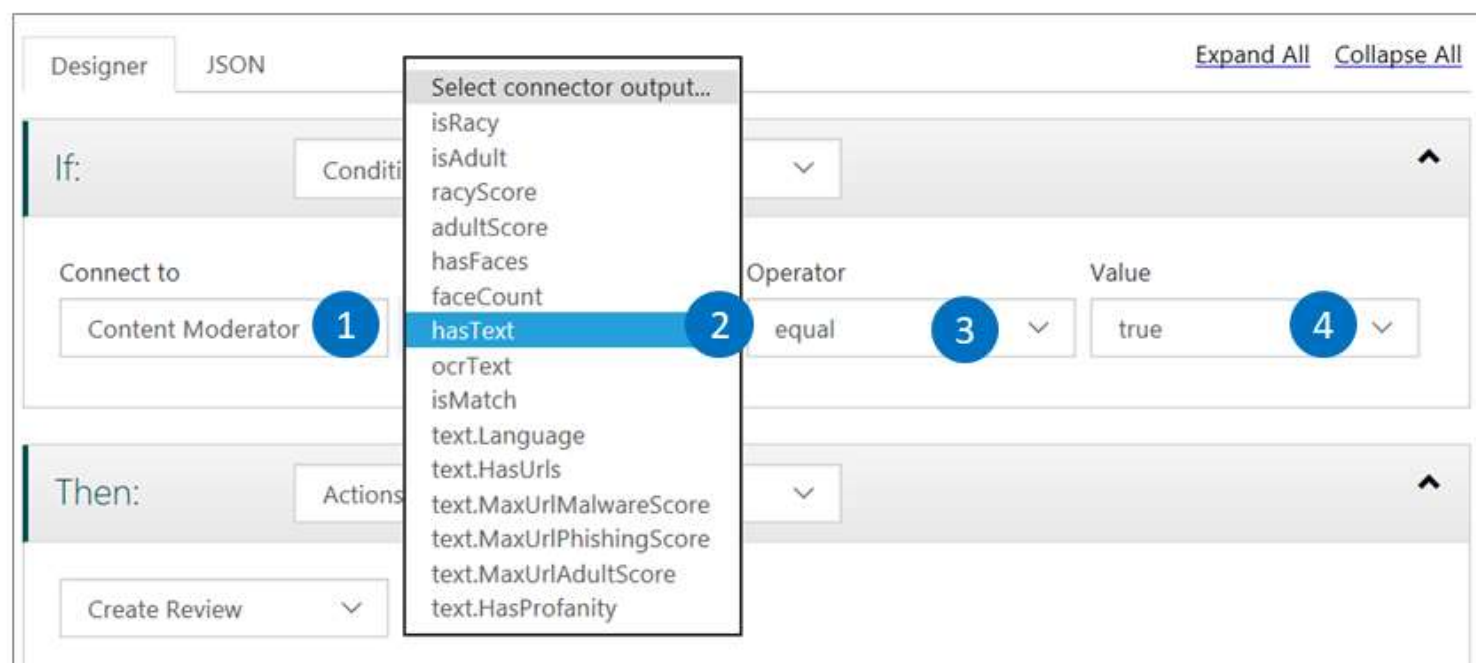 Designer JSON Expand All Collapse All
Select connector output...
isRacy
If: Conditi isAdult
racyScore
adultScore
Connect to hasFaces Operator Value
faceCount
Content Moderator 1 hasText 2 equal 3 true 4
ocrText
isMatch
text.Language
text.HasUrls
Then: Actions text.MaxUrlMalwareScore
text.MaxUrlPhishingScore
text.MaxUrlAdultScore
Create Review text.HasProfanity